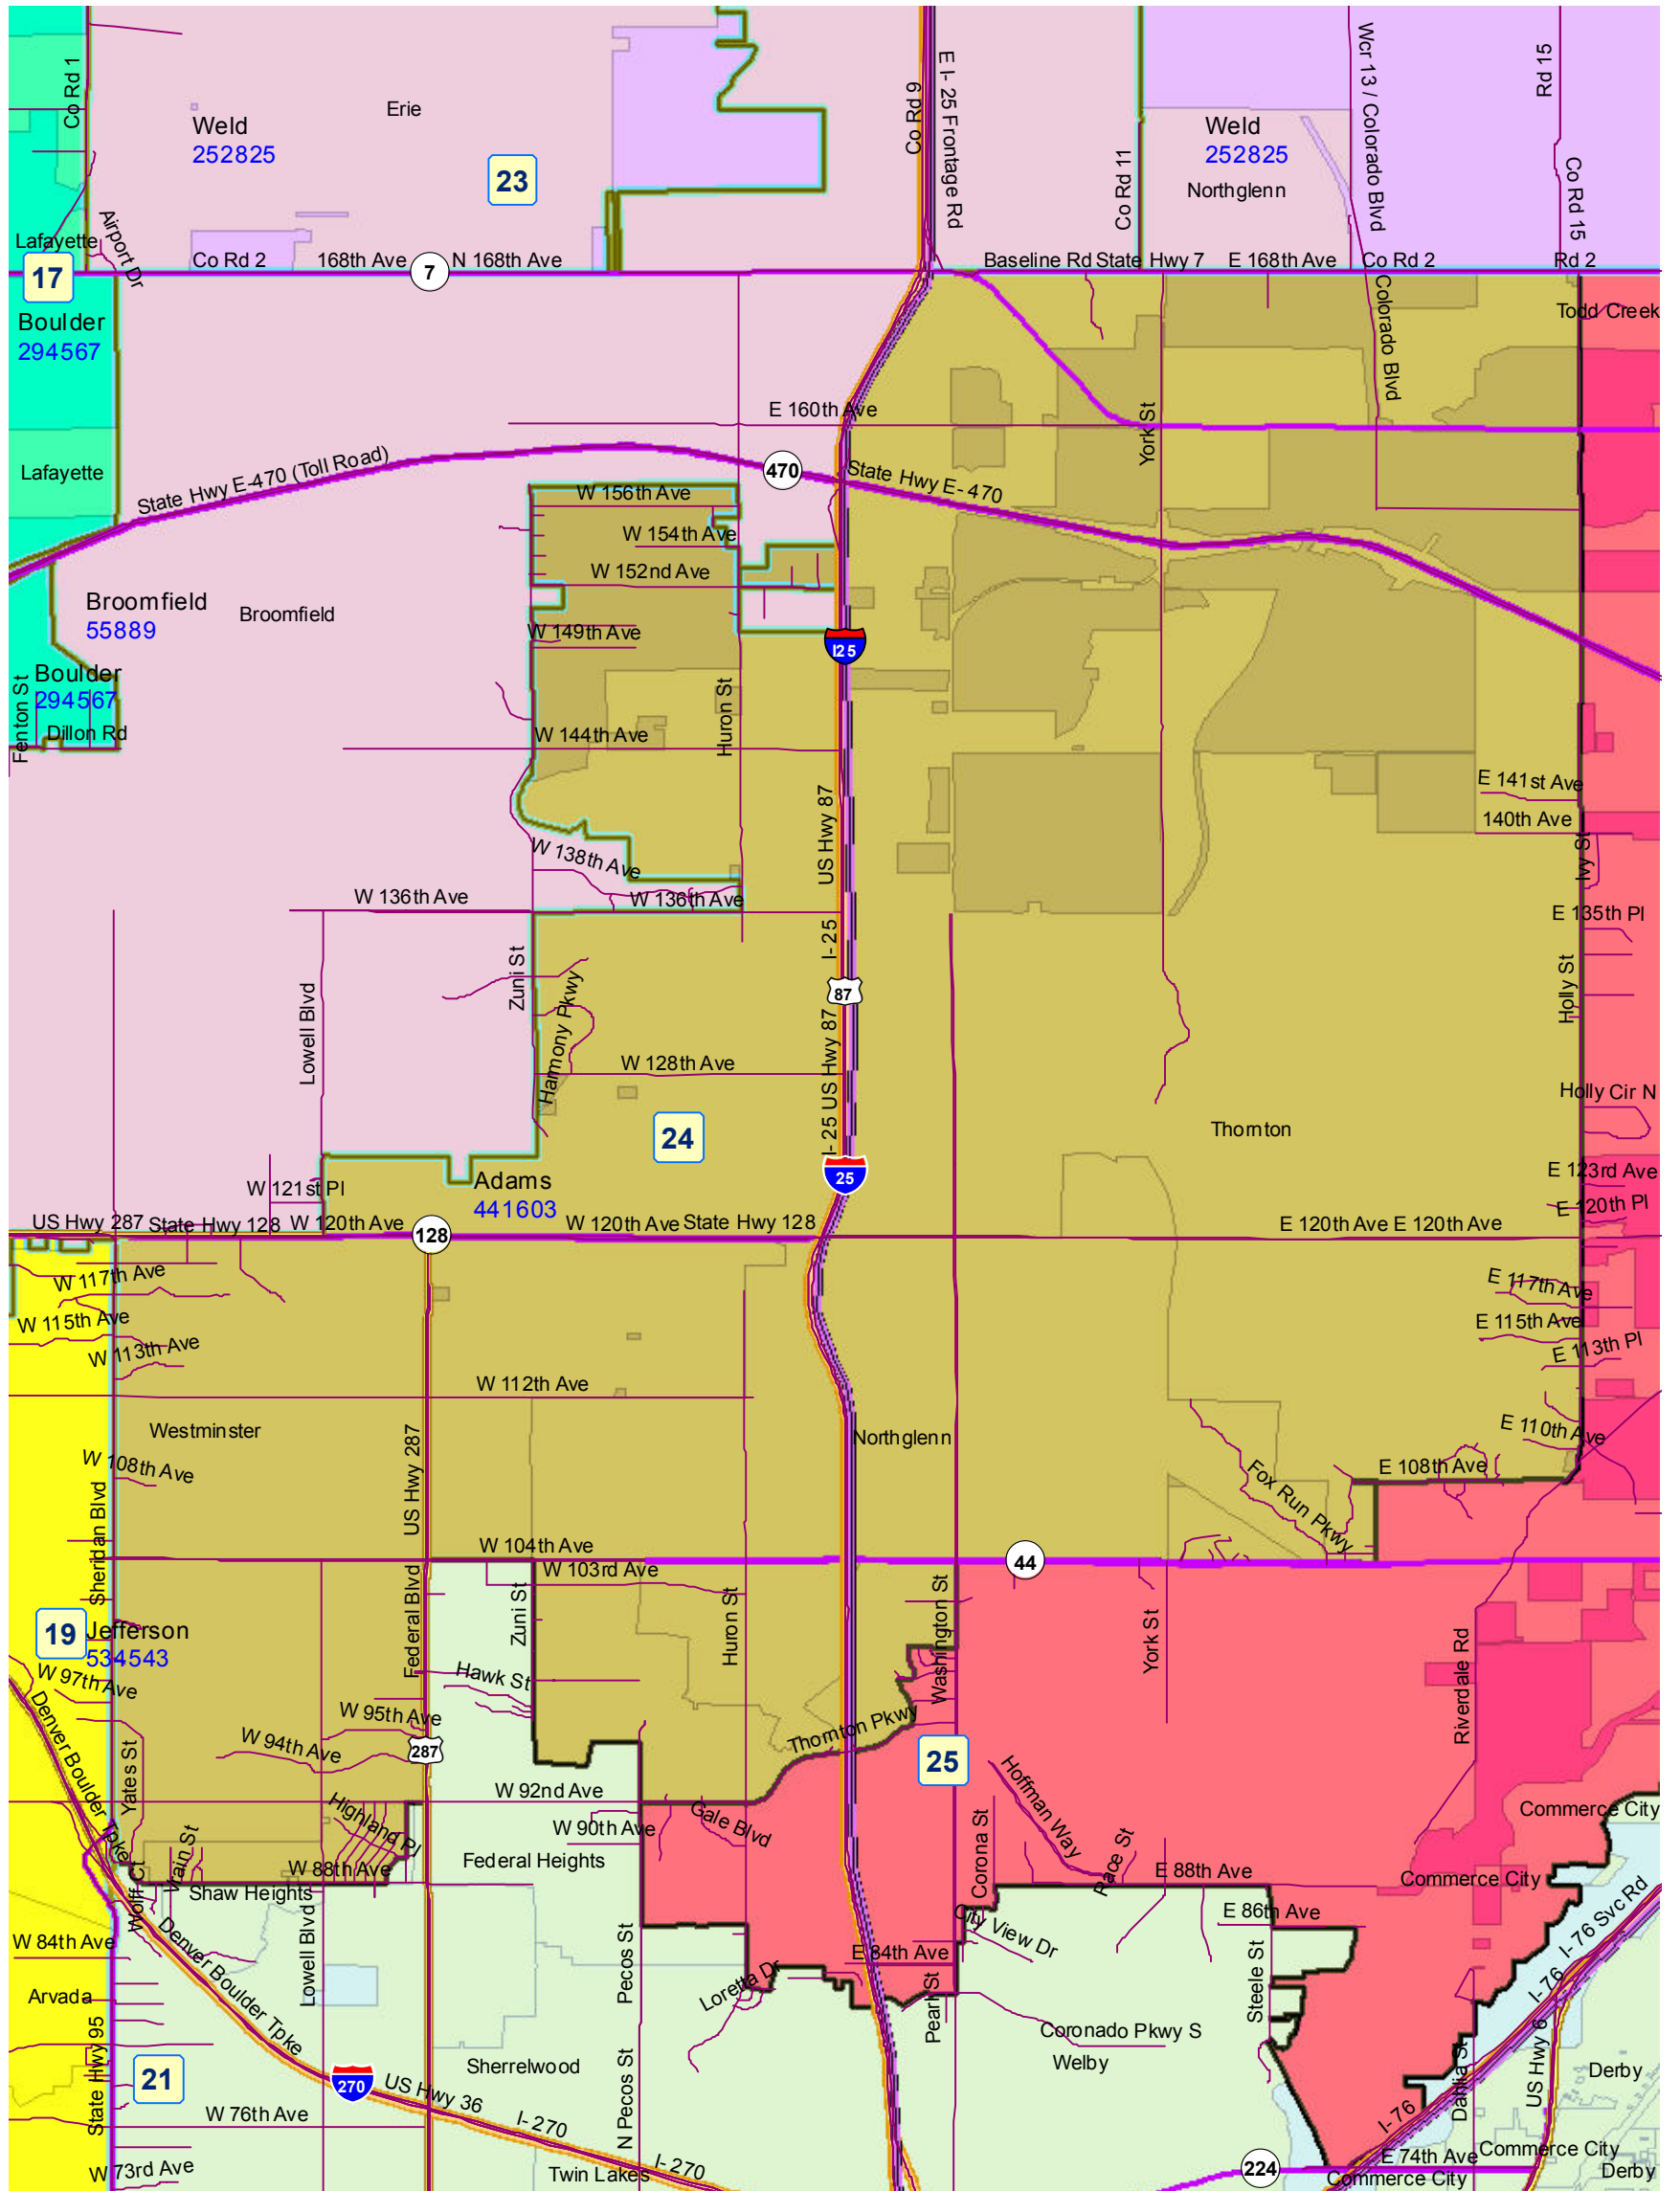 Co Rd 1
Erie
Weld
252825
23
Co Rd 9
E I-25 Frontage Rd
Co Rd 11
Weld
252825
Northglenn
Wcr 13 / Colorado Blvd
Rd 15
Co Rd 15
Lafayette
Airport Dr
Co Rd 2
168th Ave
7
N 168th Ave
Baseline Rd
State Hwy 7
E 168th Ave
Co Rd 2
Rd 2
17
Boulder
294567
Todd Creek
Colorado Blvd
E 160th Ave
York St
Lafayette
State Hwy E-470 (Toll Road)
470
State Hwy E-470
W 156th Ave
W 154th Ave
W 152nd Ave
Broomfield
55889
Broomfield
W 149th Ave
I25
Boulder
294567
Fenton St
Dillon Rd
Huron St
W 144th Ave
US Hwy 87
E 141st Ave
140th Ave
W 138th Ave
Ivy St
W 136th Ave
W 136th Ave
E 135th Pl
I-25
Zuni St
Holly St
87
Lowell Blvd
Harmony Pkwy
W 128th Ave
I-25 US Hwy 87
Holly Cir N
24
Thornton
25
E 123rd Ave
Adams
441603
W 121st Pl
E 120th Pl
US Hwy 287
State Hwy 128
W 120th Ave
128
W 120th Ave
State Hwy 128
E 120th Ave
E 120th Ave
W 117th Ave
E 117th Ave
W 115th Ave
E 115th Ave
W 113th Ave
E 113th Pl
W 112th Ave
Westminster
Northglenn
E 110th Ave
US Hwy 287
W 108th Ave
E 108th Ave
Sheridan Blvd
Fox Run Pkwy
W 104th Ave
44
W 103rd Ave
Federal Blvd
Zuni St
Huron St
Washington St
York St
Riverdale Rd
19
Jefferson
534543
W 97th Ave
Hawk St
W 95th Ave
W 94th Ave
287
Thornton Pkwy
25
Denver Boulder Tpke
Yates St
W 92nd Ave
Highland Pl
Gale Blvd
W 90th Ave
Hoffman Way
Corona St
Pace St
Commerce City
Vrain St
W 88th Ave
Federal Heights
E 88th Ave
Commerce City
Shaw Heights
Wolff Ct
Lowell Blvd
City View Dr
E 86th Ave
I-76 Svc Rd
W 84th Ave
Denver Boulder Tpke
Pecos St
E 84th Ave
Steele St
Arvada
Loretta Dr
Pearl St
I-76
Coronado Pkwy S
Welby
State Hwy 95
21
Sherrelwood
N Pecos St
Dahlia St
US Hwy 6
Derby
270
US Hwy 36
W 76th Ave
I-270
I-76
W 73rd Ave
Twin Lakes
I-270
224
E 74th Ave
Commerce City
Commerce City
Derby